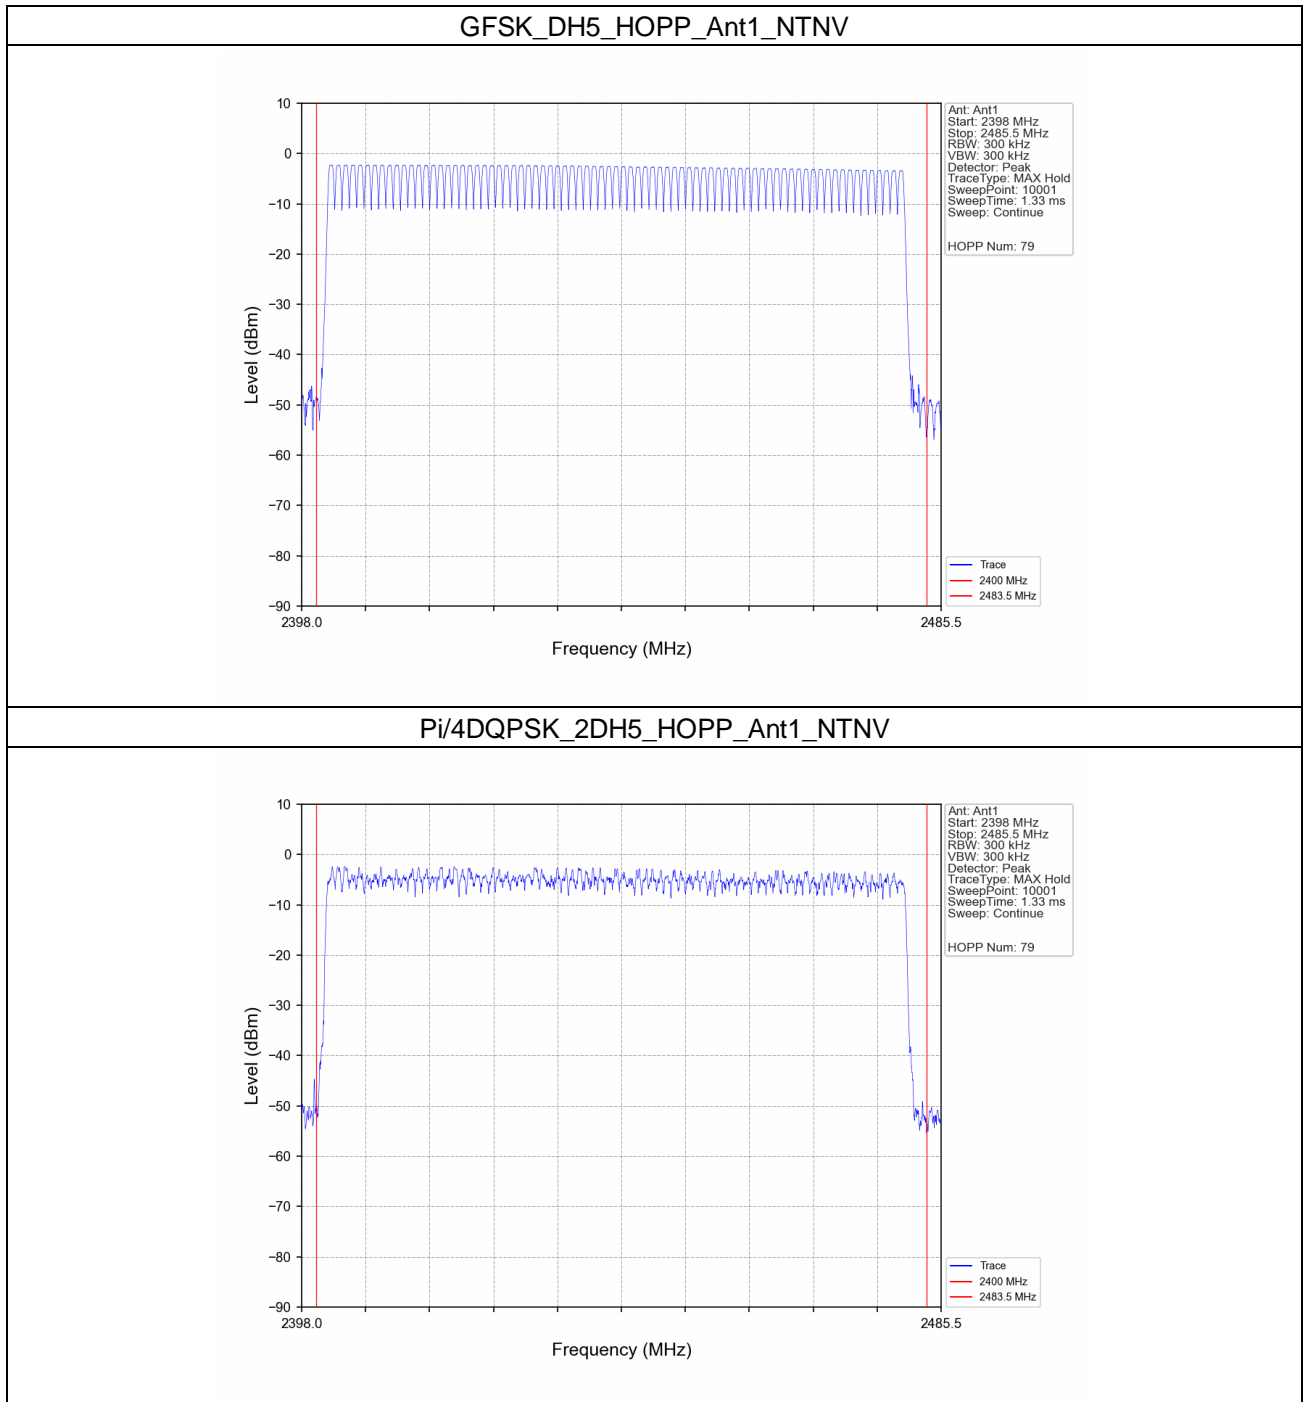 GFSK_DH5_HOPP_Ant1_NTNV
10
0
−10
−20
−30
−40
−50
−60
−70
−80
−90
Level (dBm)
2398.0
2485.5
Frequency (MHz)
Ant: Ant1
Start: 2398 MHz
Stop: 2485.5 MHz
RBW: 300 kHz
VBW: 300 kHz
Detector: Peak
TraceType: MAX Hold
SweepPoint: 10001
SweepTime: 1.33 ms
Sweep: Continue
HOPP Num: 79
Trace
2400 MHz
2483.5 MHz
Pi/4DQPSK_2DH5_HOPP_Ant1_NTNV
10
0
−10
−20
−30
−40
−50
−60
−70
−80
−90
Level (dBm)
2398.0
2485.5
Frequency (MHz)
Ant: Ant1
Start: 2398 MHz
Stop: 2485.5 MHz
RBW: 300 kHz
VBW: 300 kHz
Detector: Peak
TraceType: MAX Hold
SweepPoint: 10001
SweepTime: 1.33 ms
Sweep: Continue
HOPP Num: 79
Trace
2400 MHz
2483.5 MHz